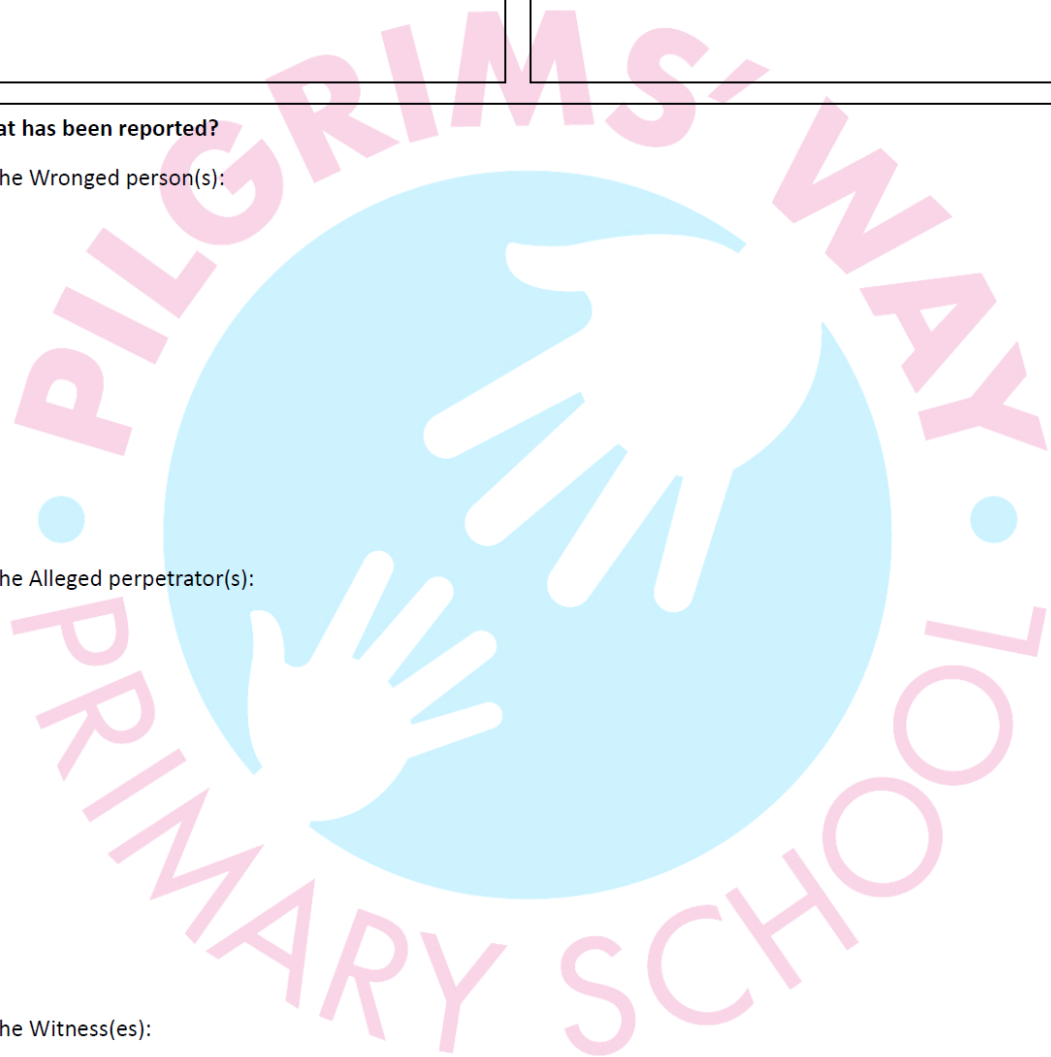 PILGRIMS' WAY
at has been reported?
he Wronged person(s):
he Alleged perpetrator(s):
PRIMARY SCHOOL
he Witness(es):